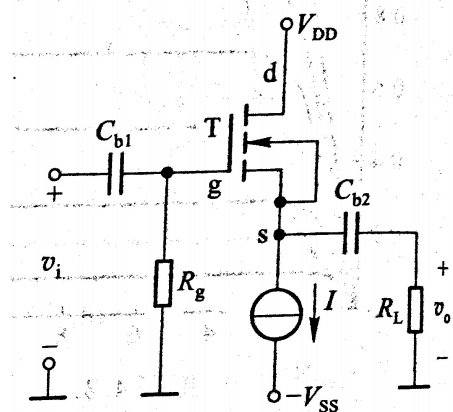 V_DD
d
T
C_b1
g
C_b2
+
s
v_i
R_g
I
R_L
+
v_o
−
−
−V_SS